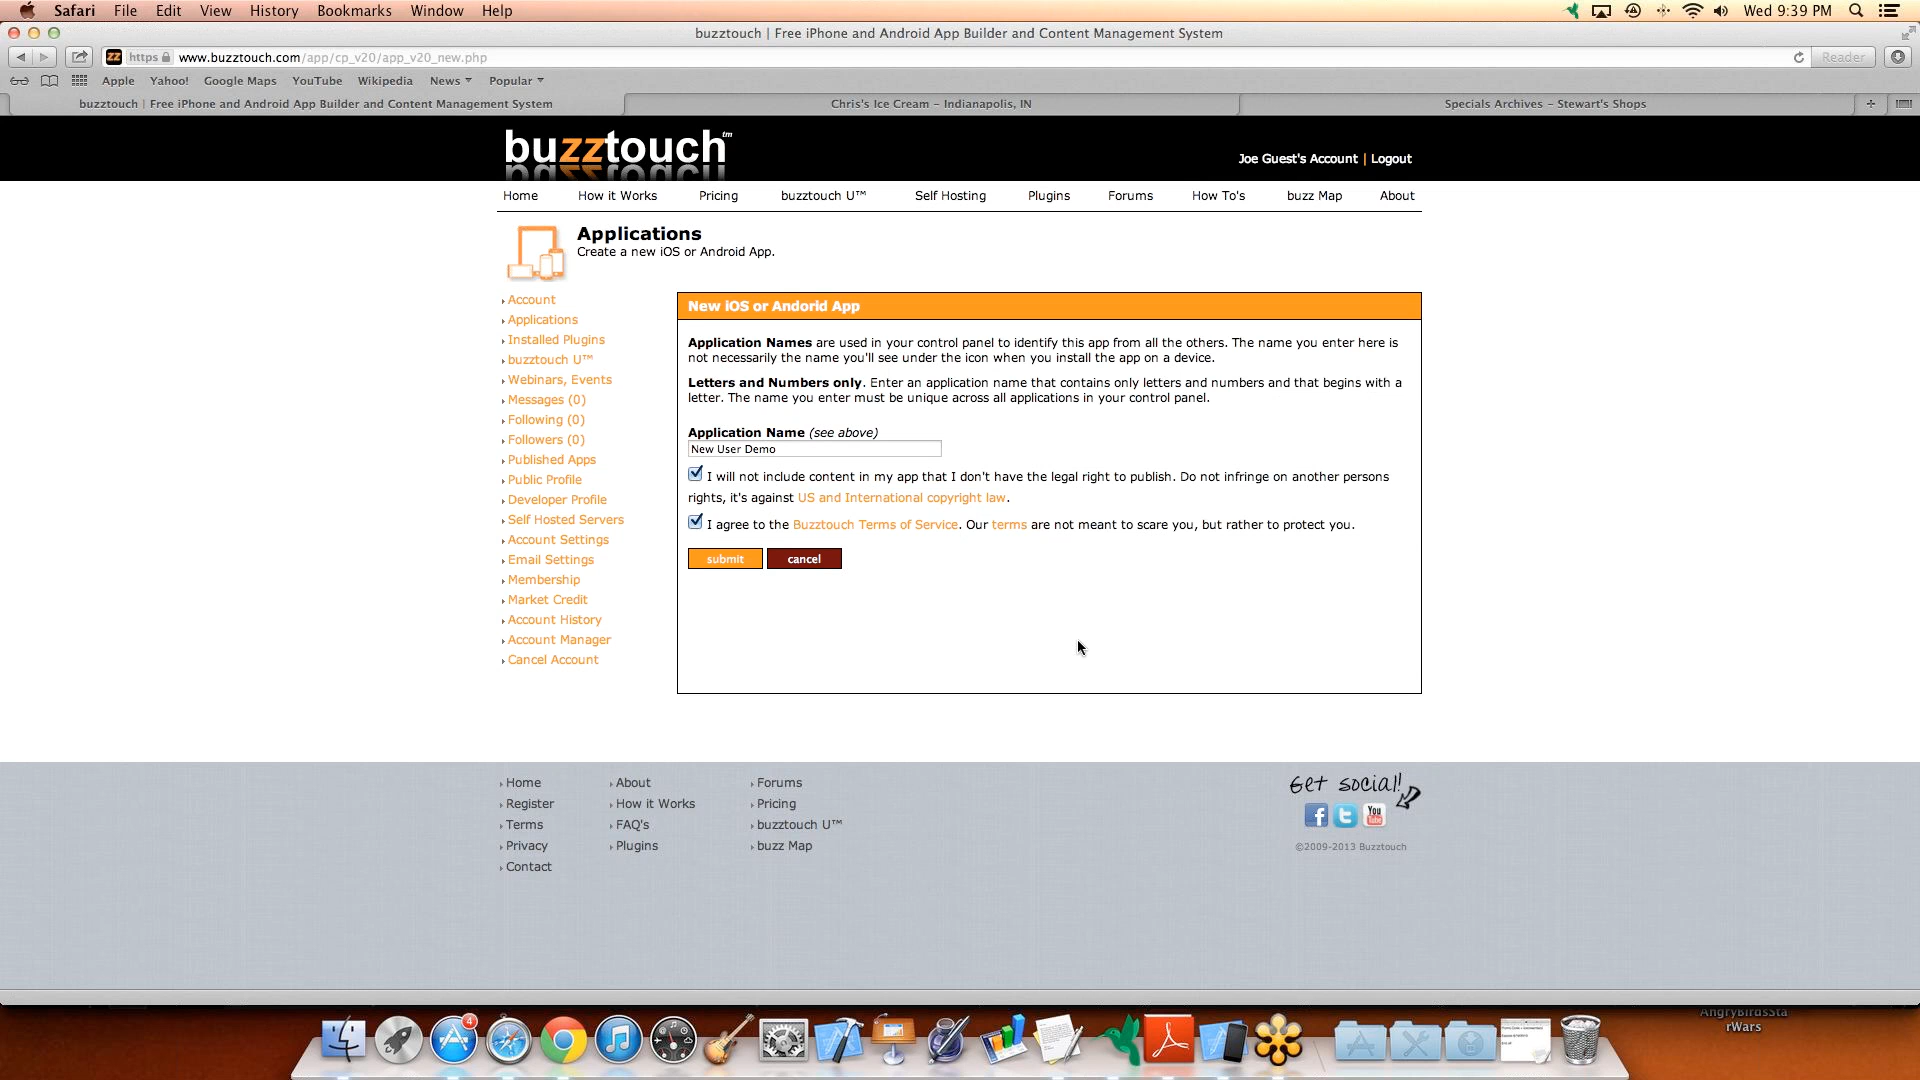 Safari File Edit View History Bookmarks Window Help Wed 9:39 PM
buzztouch | Free iPhone and Android App Builder and Content Management System
https www.buzztouch.com/app/cp_v20/app_v20_new.php Reader
Apple Yahoo! Google Maps YouTube Wikipedia News Popular
buzztouch | Free iPhone and Android App Builder and Content Management System Chris's Ice Cream – Indianapolis, IN Specials Archives – Stewart's Shops
buzztouch™
Joe Guest's Account | Logout
Home How it Works Pricing buzztouch U™ Self Hosting Plugins Forums How To's buzz Map About
Applications
Create a new iOS or Android App.
Account
Applications
Installed Plugins
buzztouch U™
Webinars, Events
Messages (0)
Following (0)
Followers (0)
Published Apps
Public Profile
Developer Profile
Self Hosted Servers
Account Settings
Email Settings
Membership
Market Credit
Account History
Account Manager
Cancel Account
New iOS or Andorid App
Application Names are used in your control panel to identify this app from all the others. The name you enter here is
not necessarily the name you'll see under the icon when you install the app on a device.
Letters and Numbers only. Enter an application name that contains only letters and numbers and that begins with a
letter. The name you enter must be unique across all applications in your control panel.
Application Name (see above)
New User Demo
I will not include content in my app that I don't have the legal right to publish. Do not infringe on another persons
rights, it's against US and International copyright law.
I agree to the Buzztouch Terms of Service. Our terms are not meant to scare you, but rather to protect you.
submit cancel
Home About Forums
Register How it Works Pricing
Terms FAQ's buzztouch U™
Privacy Plugins buzz Map
Contact
Get social!
You Tube
©2009-2013 Buzztouch
AngryBirdsSta
rWars
4